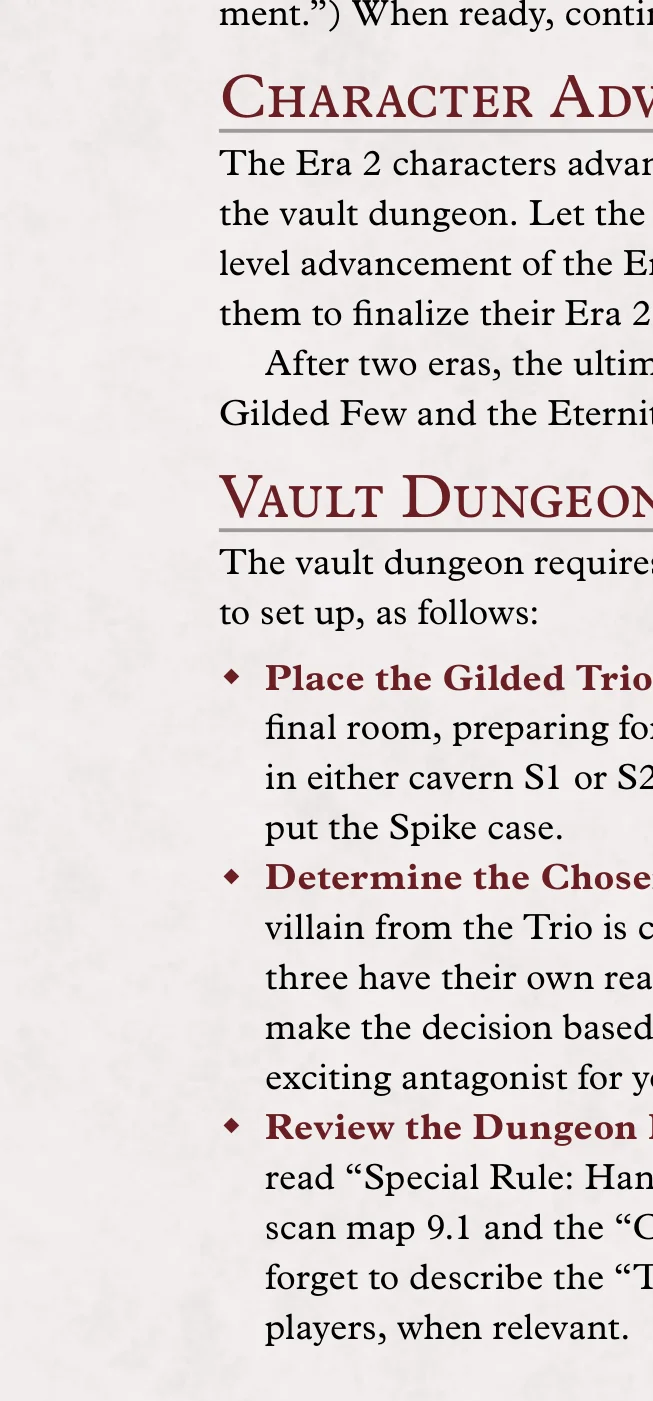 ment.”) When ready, contin
Character Adv
The Era 2 characters advan
the vault dungeon. Let the
level advancement of the Er
them to finalize their Era 2
After two eras, the ultim
Gilded Few and the Eternit
Vault Dungeon
The vault dungeon requires
to set up, as follows:
◆ Place the Gilded Trio
final room, preparing for
in either cavern S1 or S2
put the Spike case.
◆ Determine the Chosen
villain from the Trio is c
three have their own rea
make the decision based
exciting antagonist for yo
◆ Review the Dungeon
read “Special Rule: Han
scan map 9.1 and the “C
forget to describe the “T
players, when relevant.